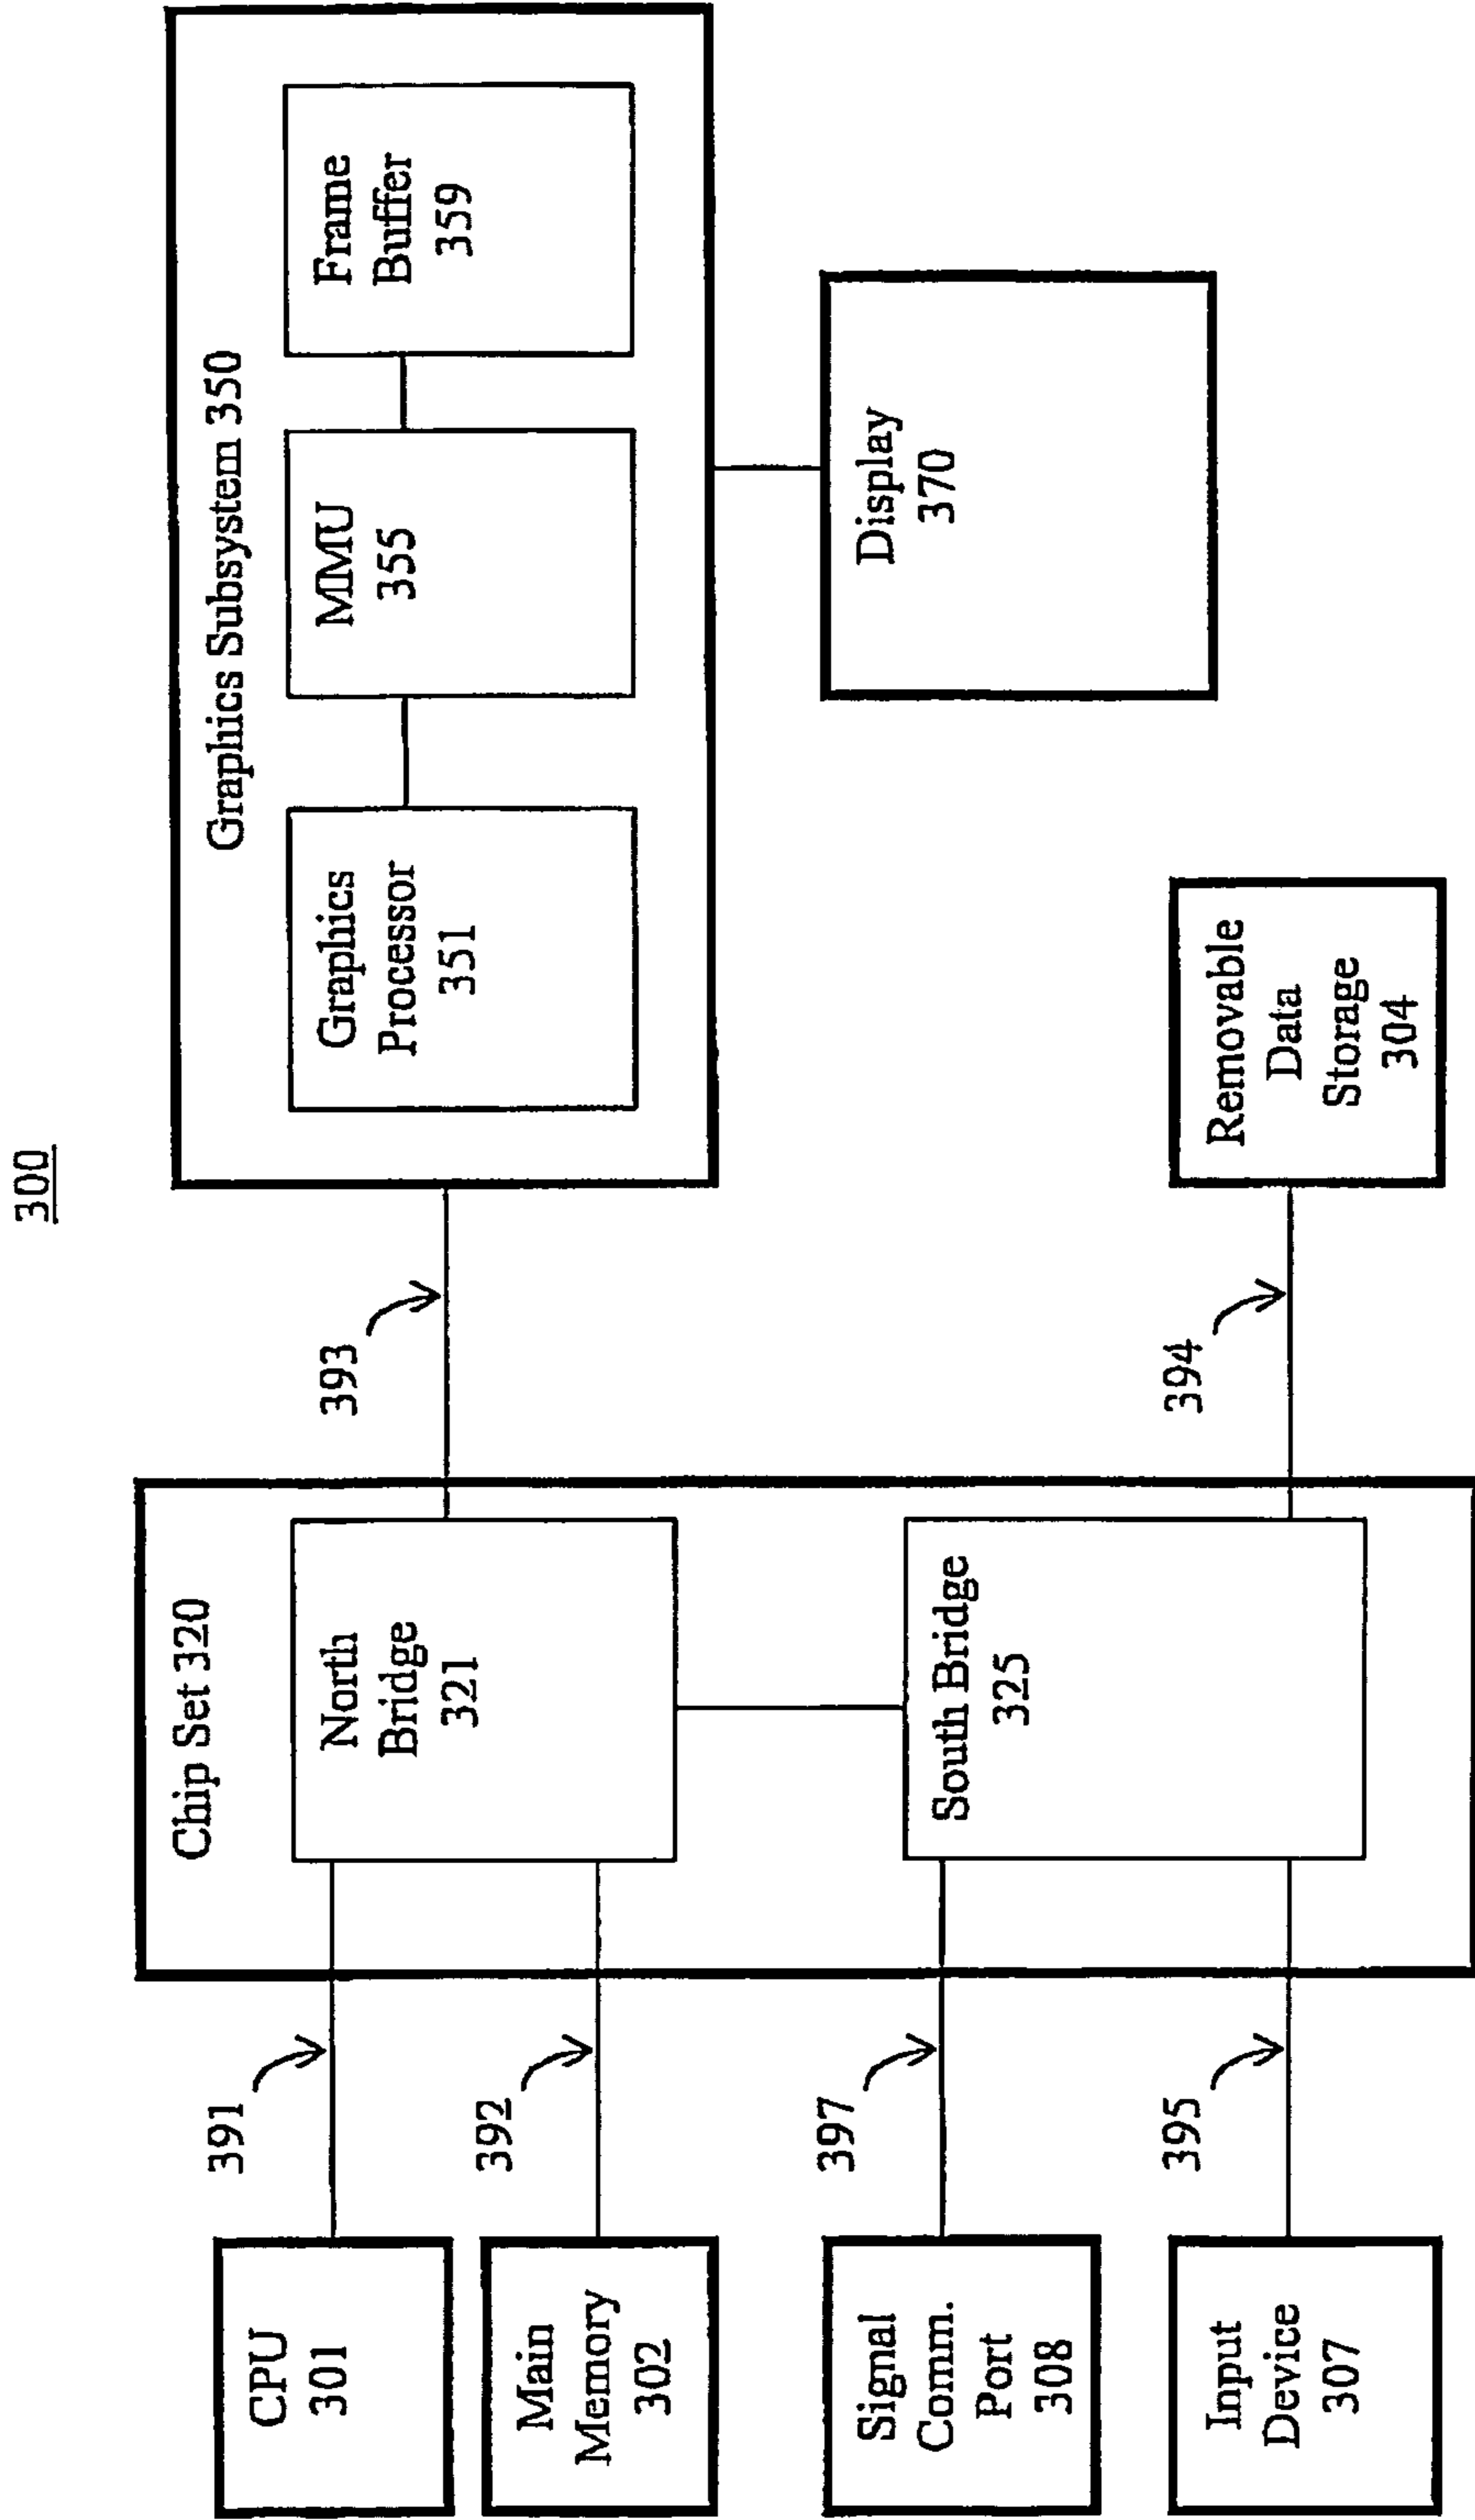 300
Graphics Subsystem 350
Graphics
Processor
351
MMU
355
Frame
Buffer
359
Display
370
393
Chip Set 320
North
Bridge
321
South Bridge
325
391
CPU
301
392
Main
Memory
302
397
Signal
Comm.
Port
308
395
Input
Device
307
394
Removable
Data
Storage
304